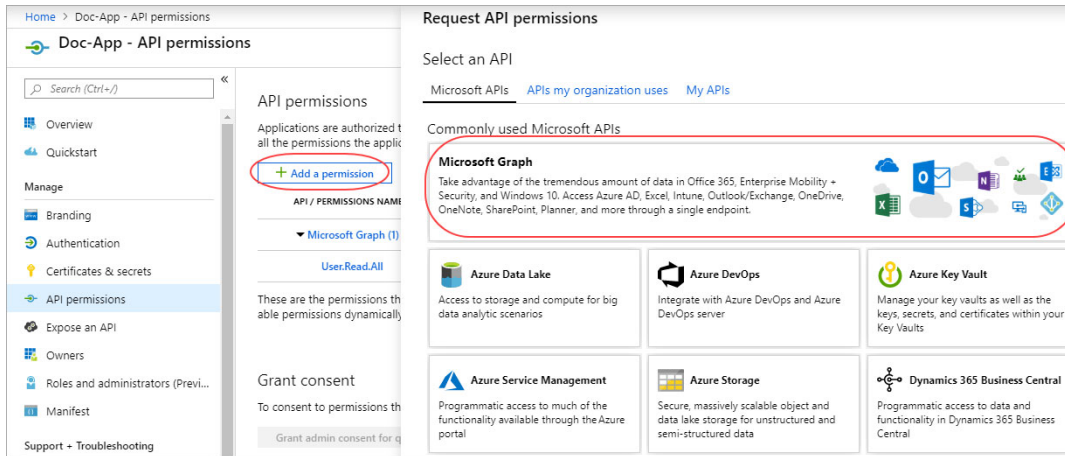 Home > Doc-App - API permissions
Doc-App - API permissions
Search (Ctrl+/)
«
Overview
Quickstart
Manage
Branding
Authentication
Certificates & secrets
API permissions
Expose an API
Owners
Roles and administrators (Previ...
Manifest
Support + Troubleshooting
API permissions
Applications are authorized t
all the permissions the applic
+ Add a permission
API / PERMISSIONS NAME
Microsoft Graph (1)
User.Read.All
These are the permissions th
able permissions dynamically
Grant consent
To consent to permissions th
Grant admin consent for q
Request API permissions
Select an API
Microsoft APIs APIs my organization uses My APIs
Commonly used Microsoft APIs
Microsoft Graph
Take advantage of the tremendous amount of data in Office 365, Enterprise Mobility +
Security, and Windows 10. Access Azure AD, Excel, Intune, Outlook/Exchange, OneDrive,
OneNote, SharePoint, Planner, and more through a single endpoint.
Azure Data Lake
Access to storage and compute for big
data analytic scenarios
Azure DevOps
Integrate with Azure DevOps and Azure
DevOps server
Azure Key Vault
Manage your key vaults as well as the
keys, secrets, and certificates within your
Key Vaults
Azure Service Management
Programmatic access to much of the
functionality available through the Azure
portal
Azure Storage
Secure, massively scalable object and
data lake storage for unstructured and
semi-structured data
Dynamics 365 Business Central
Programmatic access to data and
functionality in Dynamics 365 Business
Central